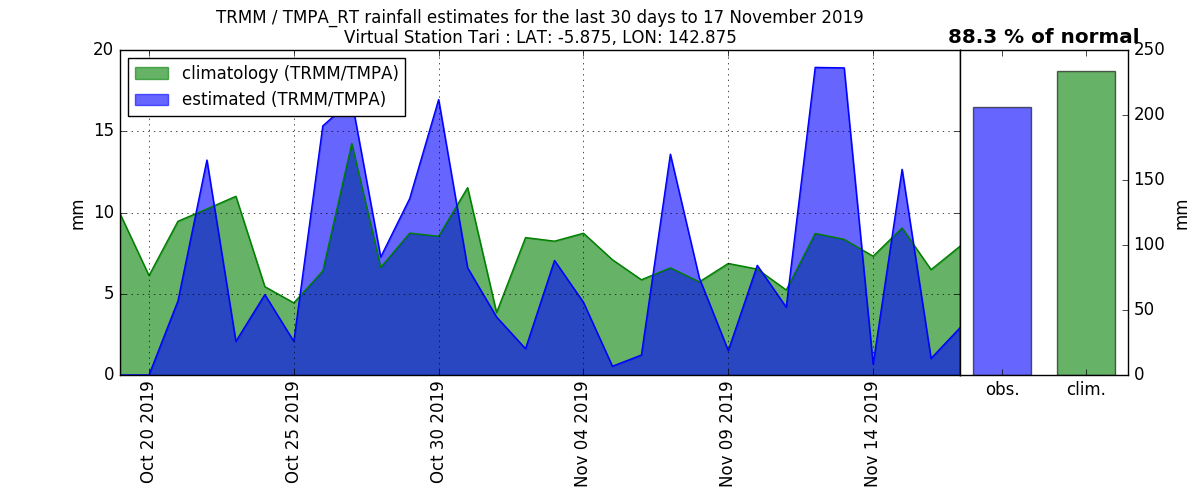 TRMM / TMPA_RT rainfall estimates for the last 30 days to 17 November 2019
Virtual Station Tari : LAT: -5.875, LON: 142.875
88.3 % of normal
climatology (TRMM/TMPA)
estimated (TRMM/TMPA)
20
15
10
5
0
mm
Oct 20 2019
Oct 25 2019
Oct 30 2019
Nov 04 2019
Nov 09 2019
Nov 14 2019
250
200
150
100
50
0
mm
obs.
clim.